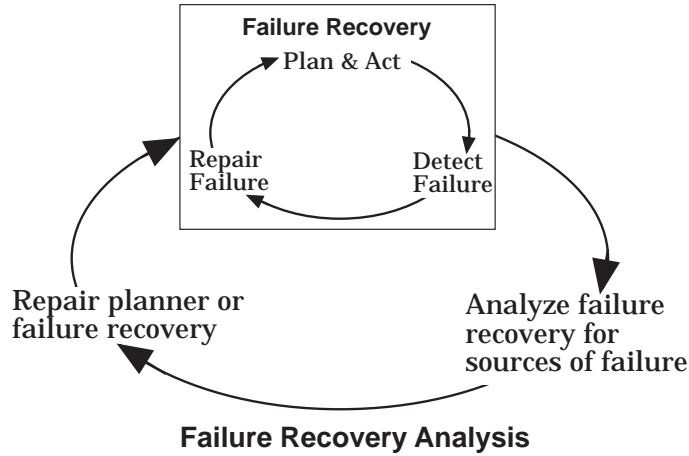 Failure Recovery
Plan & Act
Repair
Failure
Detect
Failure
Repair planner or
failure recovery
Analyze failure
recovery for
sources of failure
Failure Recovery Analysis